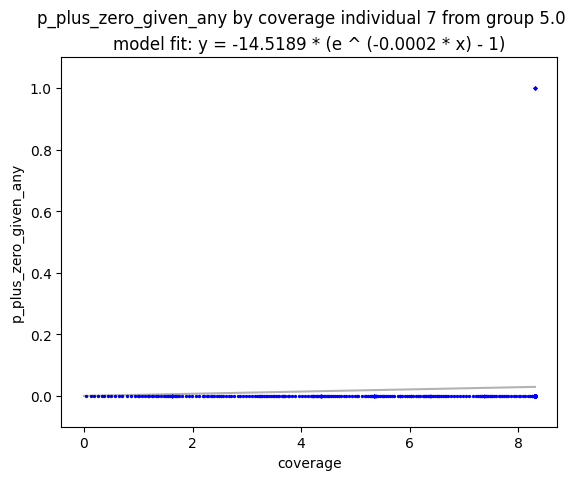 p_plus_zero_given_any by coverage individual 7 from group 5.0
model fit: y = -14.5189 * (e ^ (-0.0002 * x) - 1)
p_plus_zero_given_any
1.0
0.8
0.6
0.4
0.2
0.0
0
2
4
6
8
coverage